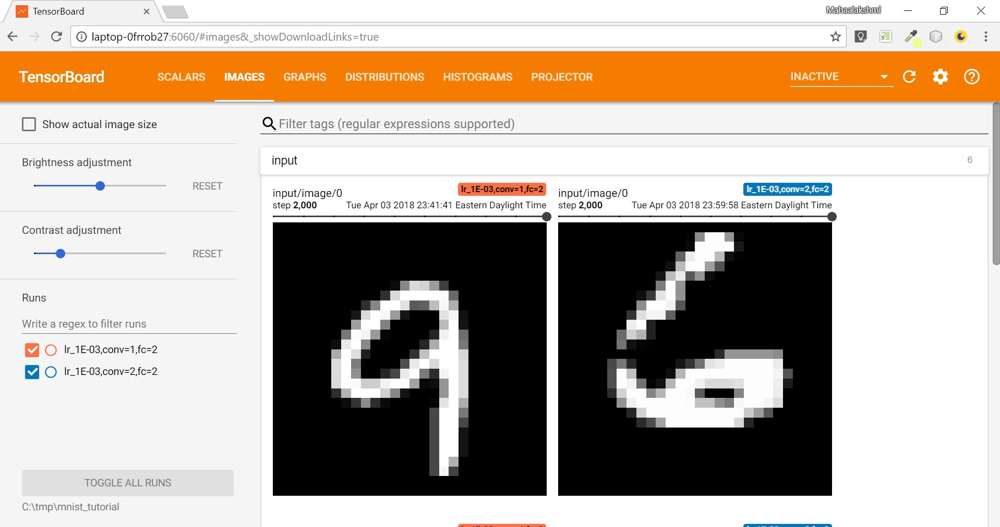 TensorBoard
Mahaalakshmi
laptop-0frrob27:6060/#images&_showDownloadLinks=true
TensorBoard
SCALARS
IMAGES
GRAPHS
DISTRIBUTIONS
HISTOGRAMS
PROJECTOR
INACTIVE
Show actual image size
Brightness adjustment
RESET
Contrast adjustment
RESET
Runs
Write a regex to filter runs
lr_1E-03,conv=1,fc=2
lr_1E-03,conv=2,fc=2
TOGGLE ALL RUNS
C:\tmp\mnist_tutorial
Filter tags (regular expressions supported)
input
6
input/image/0
lr_1E-03,conv=1,fc=2
step 2,000
Tue Apr 03 2018 23:41:41 Eastern Daylight Time
9
input/image/0
lr_1E-03,conv=2,fc=2
step 2,000
Tue Apr 03 2018 23:59:58 Eastern Daylight Time
6